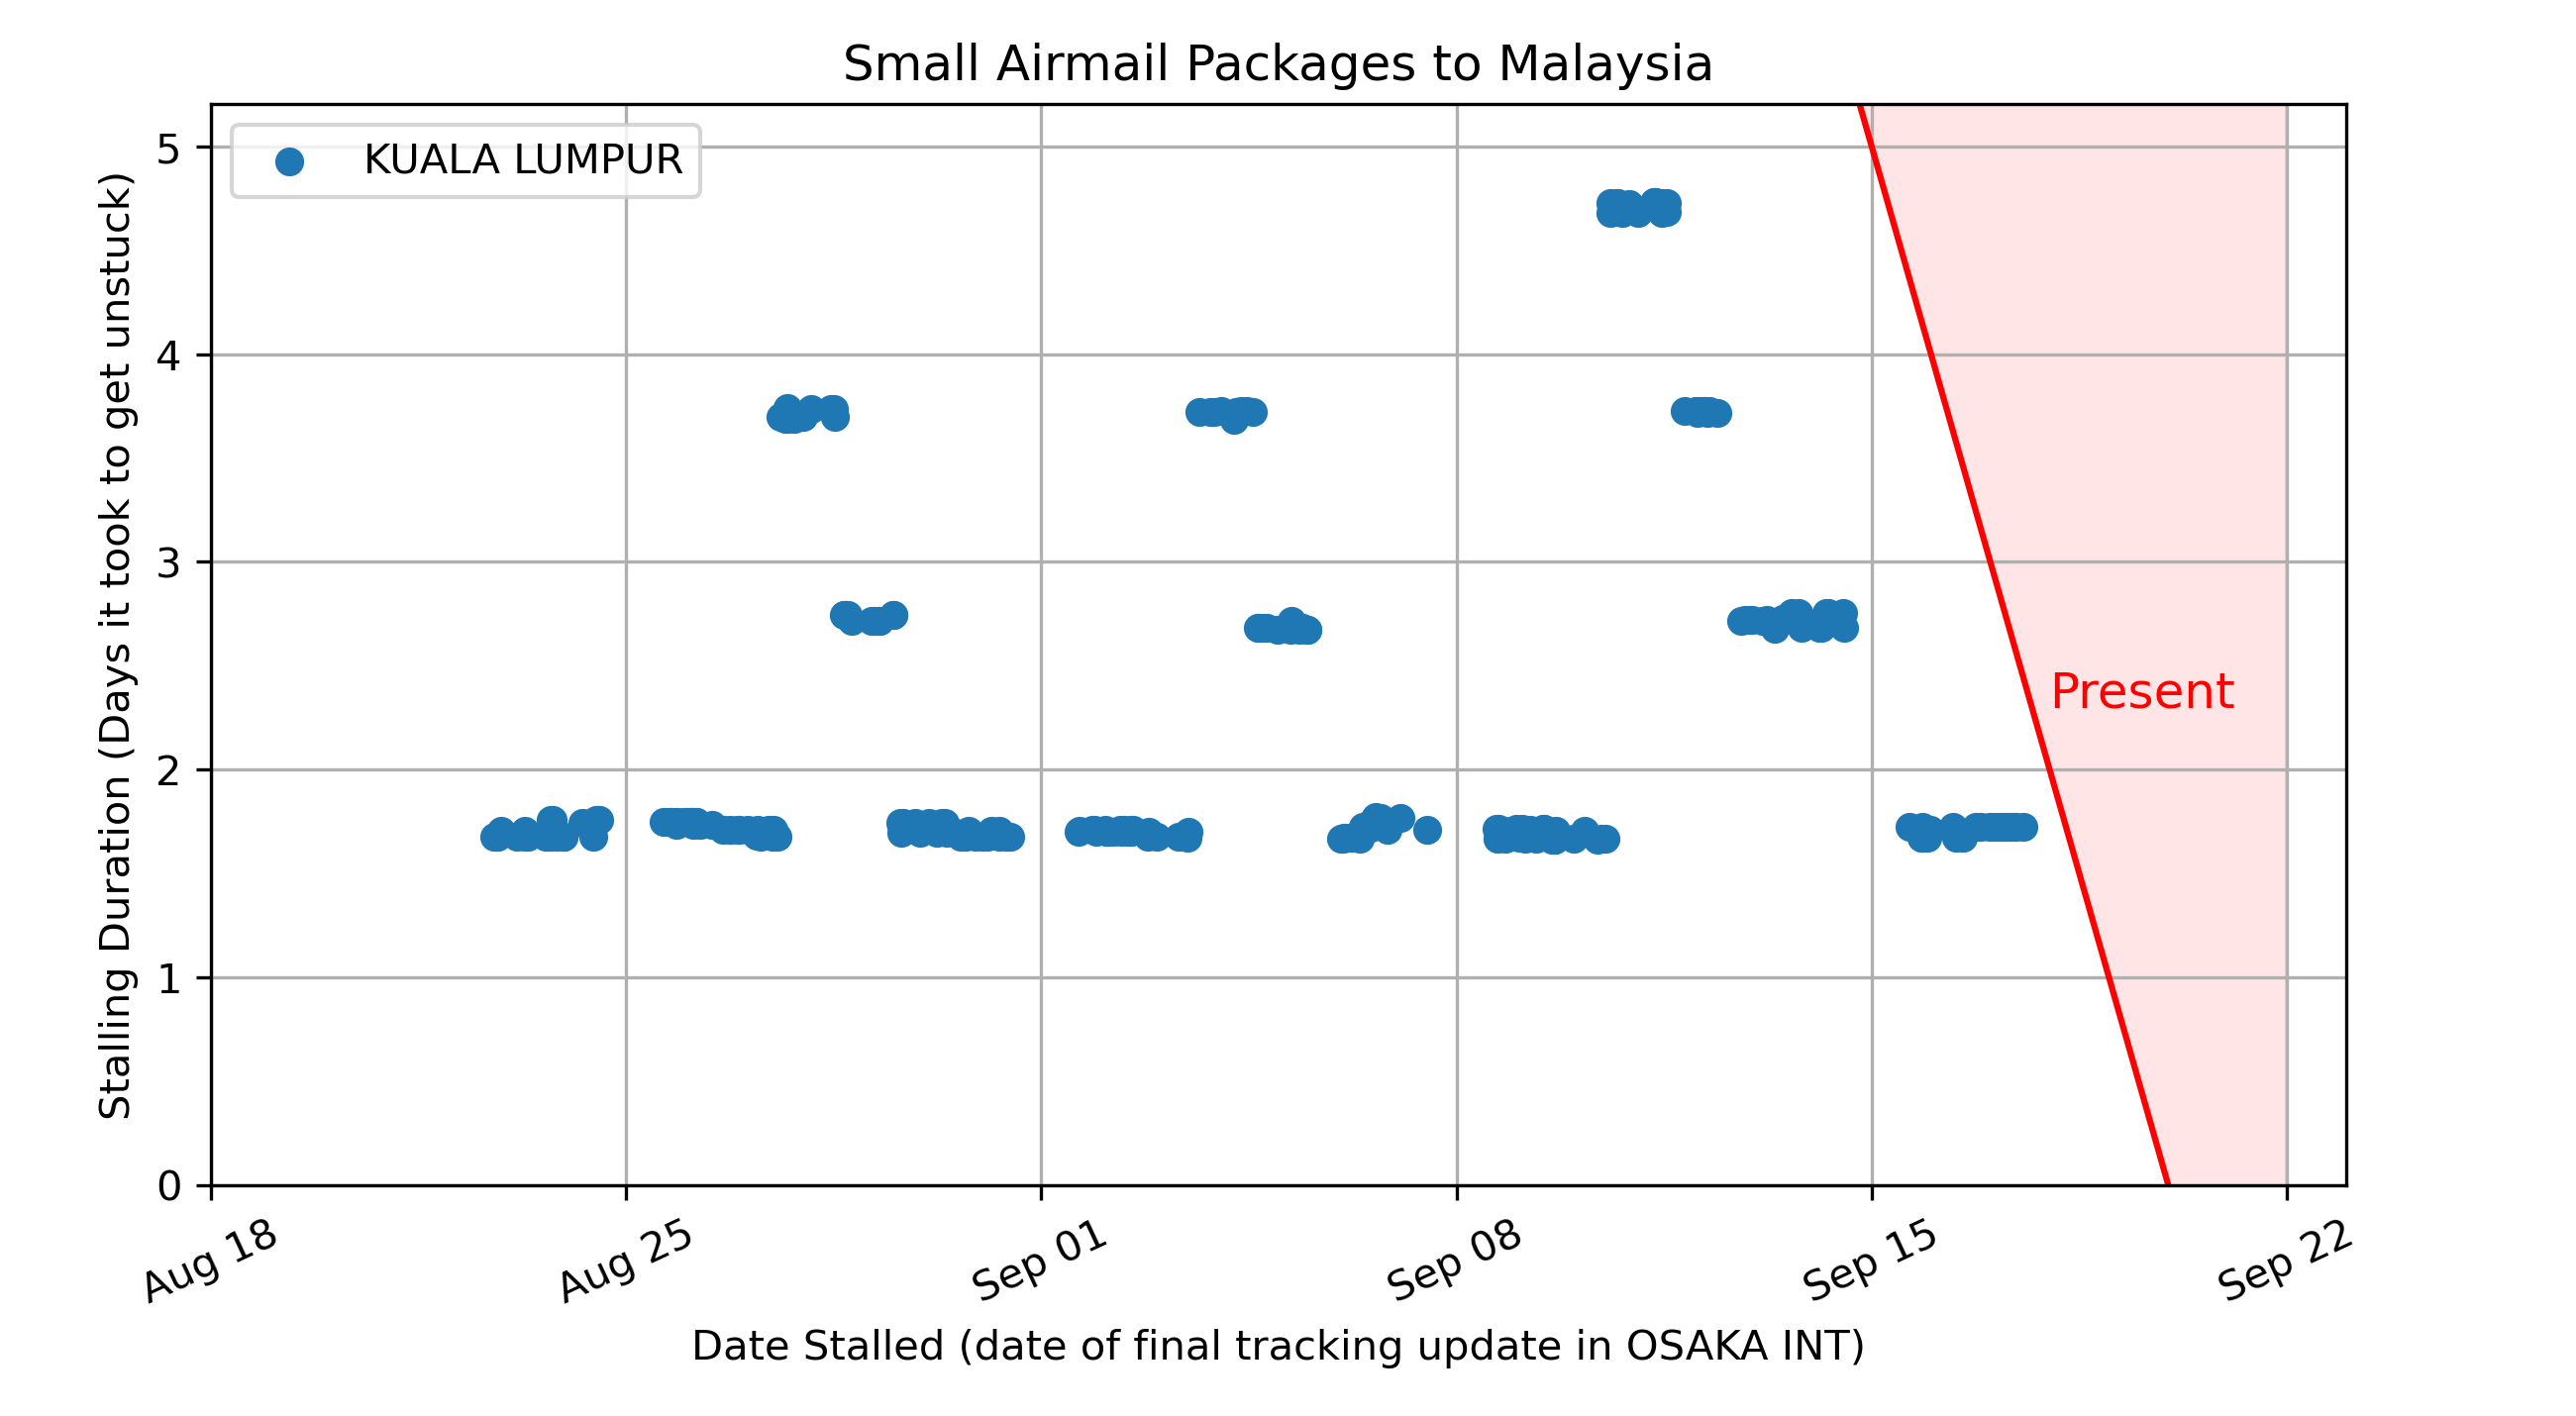 Small Airmail Packages to Malaysia
KUALA LUMPUR
Stalling Duration (Days it took to get unstuck)
5
4
3
2
1
0
Present
Aug 18
Aug 25
Sep 01
Sep 08
Sep 15
Sep 22
Date Stalled (date of final tracking update in OSAKA INT)